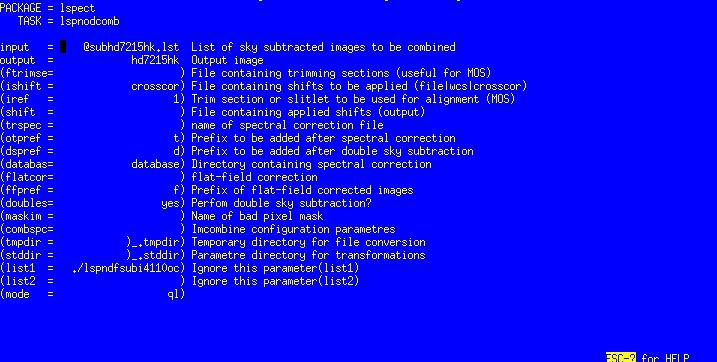 PACKAGE = lspect
TASK = lspnodcomb
input = @subhd7215hk.lst List of sky subtracted images to be combined
output = hd7215hk Output image
(ftrimse= ) File containing trimming sections (useful for MOS)
(ishift = crosscor) File containing shifts to be applied (file|wcs|crosscor)
(iref = 1) Trim section or slitlet to be used for alignment (MOS)
(shift = ) File containing applied shifts (output)
(trspec = ) name of spectral correction file
(otpref = t) Prefix to be added after spectral correction
(dspref = d) Prefix to be added after double sky subtraction
(databas= database) Directory containing spectral correction
(flatcor= ) flat-field correction
(ffpref = f) Prefix of flat-field corrected images
(doubles= yes) Perfom double sky subtraction?
(maskim = ) Name of bad pixel mask
(combspc= ) Imcombine configuration parametres
(tmpdir = )_.tmpdir) Temporary directory for file conversion
(stddir = )_.stddir) Parametre directory for transformations
(list1 = ./lspndfsubi4110oc) Ignore this parameter(list1)
(list2 = ) Ignore this parameter(list2)
(mode = ql)
ESC-? for HELP